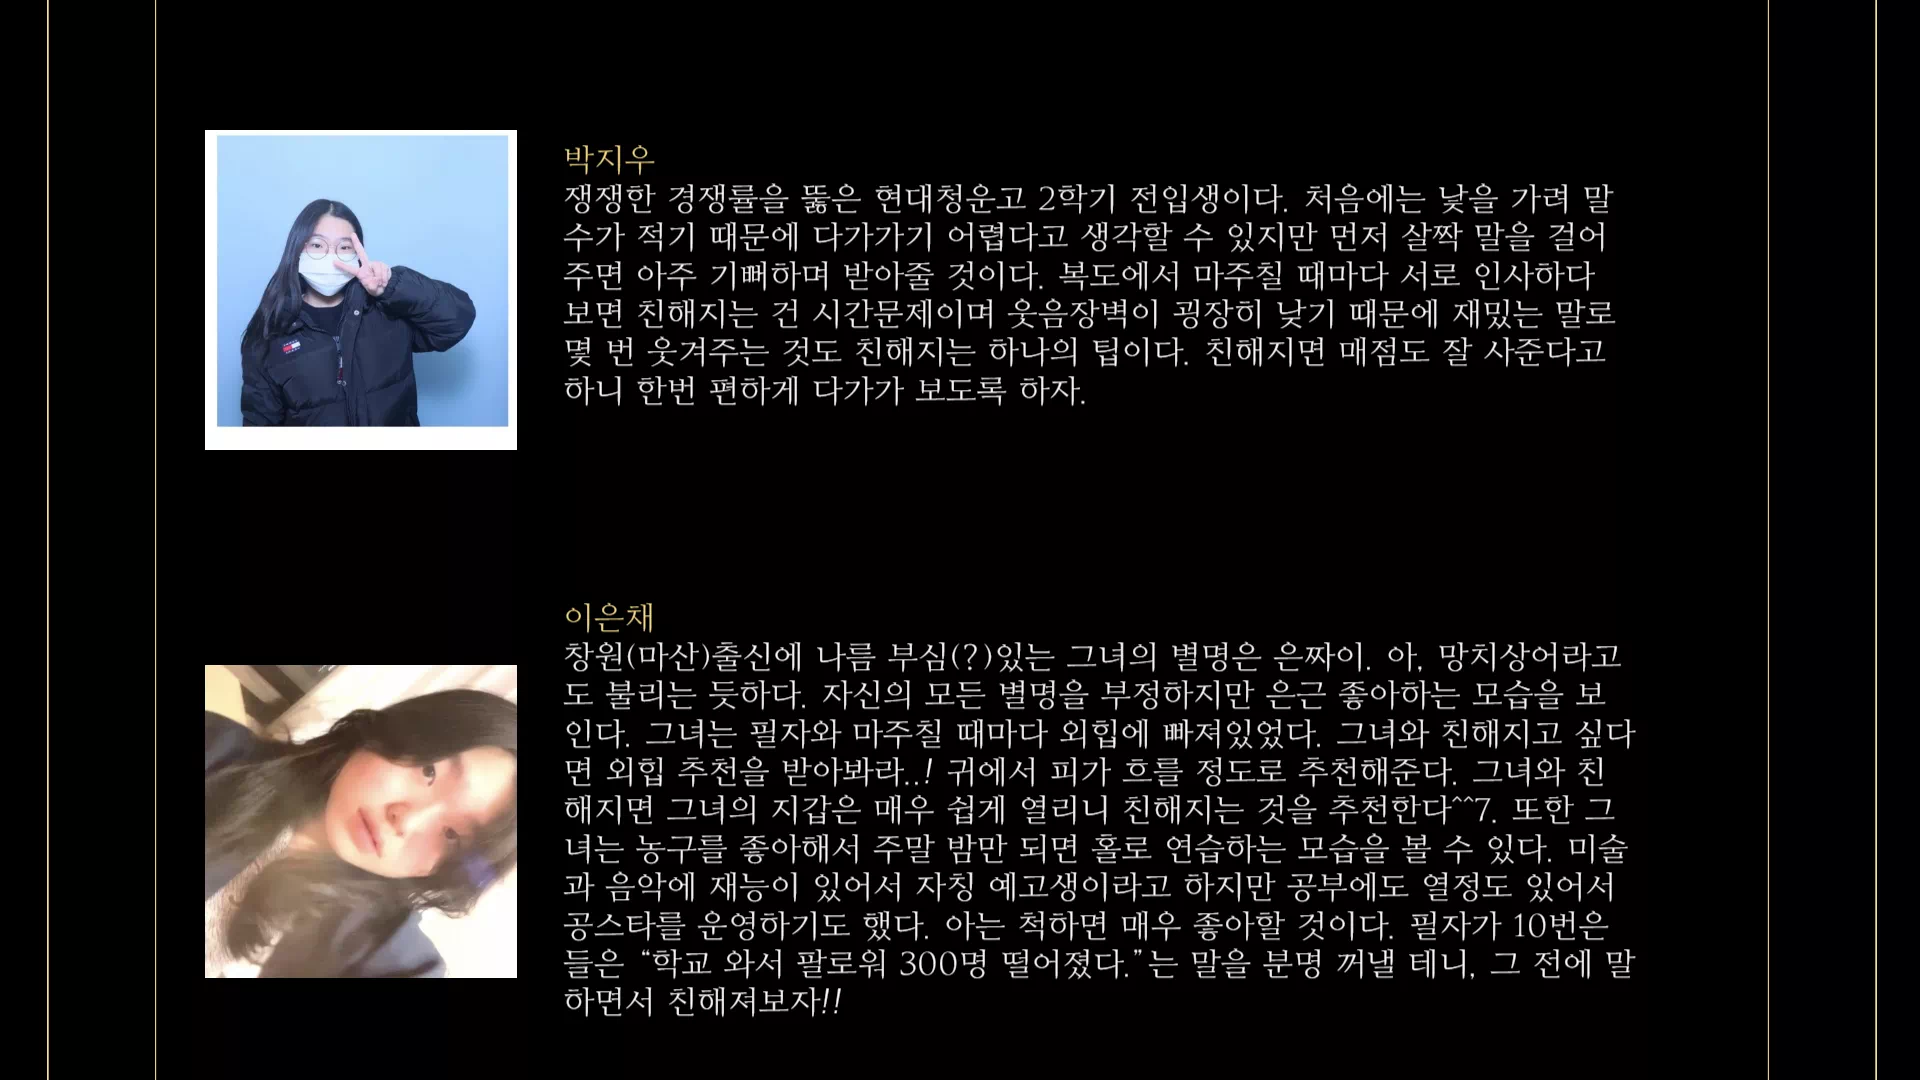 박지우
쟁쟁한 경쟁률을 뚫은 현대청운고 2학기 전입생이다. 처음에는 낯을 가려 말
수가 적기 때문에 다가가기 어렵다고 생각할 수 있지만 먼저 살짝 말을 걸어
주면 아주 기뻐하며 받아줄 것이다. 복도에서 마주칠 때마다 서로 인사하다
보면 친해지는 건 시간문제이며 웃음장벽이 굉장히 낮기 때문에 재밌는 말로
몇 번 웃겨주는 것도 친해지는 하나의 팁이다. 친해지면 매점도 잘 사준다고
하니 한번 편하게 다가가 보도록 하자.
이은채
창원(마산)출신에 나름 부심(?)있는 그녀의 별명은 은짜이. 아, 망치상어라고
도 불리는 듯하다. 자신의 모든 별명을 부정하지만 은근 좋아하는 모습을 보
인다. 그녀는 필자와 마주칠 때마다 외힙에 빠져있었다. 그녀와 친해지고 싶다
면 외힙 추천을 받아봐라..! 귀에서 피가 흐를 정도로 추천해준다. 그녀와 친
해지면 그녀의 지갑은 매우 쉽게 열리니 친해지는 것을 추천한다^^7. 또한 그
녀는 농구를 좋아해서 주말 밤만 되면 홀로 연습하는 모습을 볼 수 있다. 미술
과 음악에 재능이 있어서 자칭 예고생이라고 하지만 공부에도 열정도 있어서
공스타를 운영하기도 했다. 아는 척하면 매우 좋아할 것이다. 필자가 10번은
들은 “학교 와서 팔로워 300명 떨어졌다.”는 말을 분명 꺼낼 테니, 그 전에 말
하면서 친해져보자!!